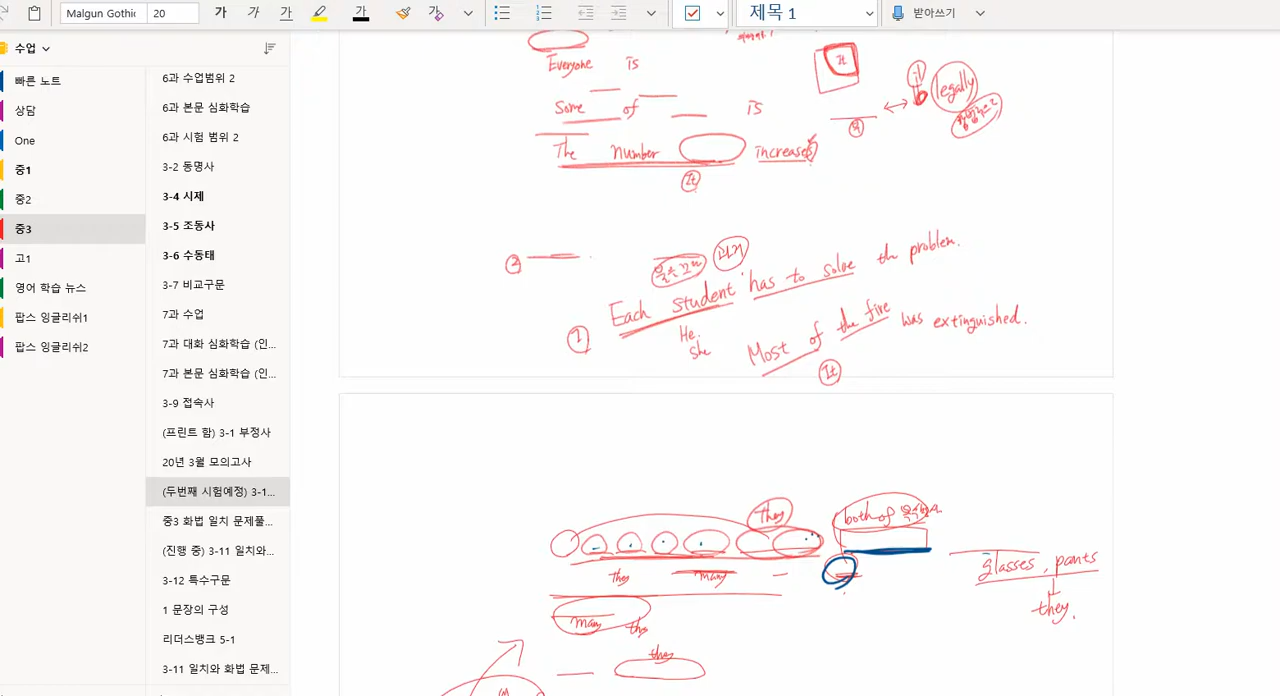 Malgun Gothic 20 가 가 가 가 가 제목 1 받아쓰기
수업
빠른 노트
상담
One
중1
중2
중3
고1
영어 학습 뉴스
팝스 잉글리쉬1
팝스 잉글리쉬2
6과 수업범위 2
6과 본문 심화학습
6과 시험 범위 2
3-2 동명사
3-4 시제
3-5 조동사
3-6 수동태
3-7 비교구문
7과 수업
7과 대화 심화학습 (인...
7과 본문 심화학습 (인...
3-9 접속사
(프린트 함) 3-1 부정사
20년 3월 모의고사
(두번째 시험예정) 3-1...
중3 화법 일치 문제풀...
(진행 중) 3-11 일치와...
3-12 특수구문
1 문장의 구성
리더스뱅크 5-1
3-11 일치와 화법 문제...
Everyone is
It
il legally
Some of is
The number increases
It
②
과거
Each student has to solve the problem.
He.
She
①
Most of the fire was extinguished.
It
they
both of
they many
glasses, pants
they.
many
they